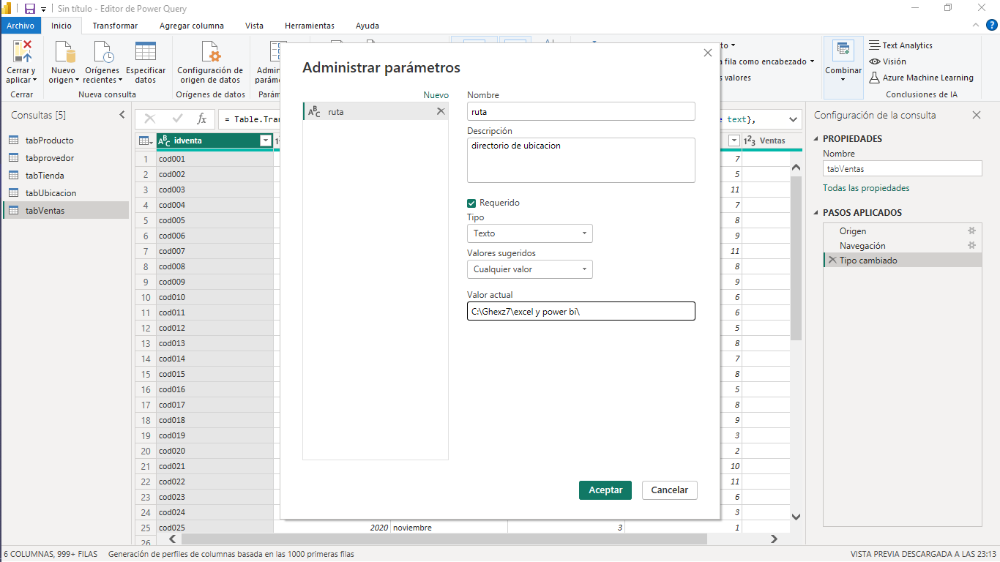 Sin título - Editor de Power Query
Archivo Inicio Transformar Agregar columna Vista Herramientas Ayuda
Cerrar y aplicar
Nuevo origen
Orígenes recientes
Especificar datos
Configuración de origen de datos
Admin
parám
Combinar
to
a fila como encabezado
s valores
Text Analytics
Visión
Azure Machine Learning
Cerrar Nueva consulta Orígenes de datos Parám Conclusiones de IA
Consultas [5]
tabProducto
tabprovedor
tabTienda
tabUbicacion
tabVentas
fx = Table.Tran
e text},
ABC idventa
123 Ventas
1 cod001 7
2 cod002 5
3 cod003 11
4 cod004 7
5 cod005 8
6 cod006 9
7 cod007 11
8 cod008 8
9 cod009 9
10 cod010 6
11 cod011 6
12 cod012 5
13 cod013 8
14 cod014 7
15 cod015 8
16 cod016 5
17 cod017 8
18 cod018 9
19 cod019 3
20 cod020 2
21 cod021 10
22 cod022 11
23 cod023 6
24 cod024 3
25 cod025 2020 noviembre 3 1
26
Administrar parámetros
Nuevo
ABC ruta
Nombre
ruta
Descripción
directorio de ubicacion
Requerido
Tipo
Texto
Valores sugeridos
Cualquier valor
Valor actual
C:\Ghexz7\excel y power bi\
Aceptar Cancelar
Configuración de la consulta
PROPIEDADES
Nombre
tabVentas
Todas las propiedades
PASOS APLICADOS
Origen
Navegación
Tipo cambiado
6 COLUMNAS, 999+ FILAS Generación de perfiles de columnas basada en las 1000 primeras filas VISTA PREVIA DESCARGADA A LAS 23:13